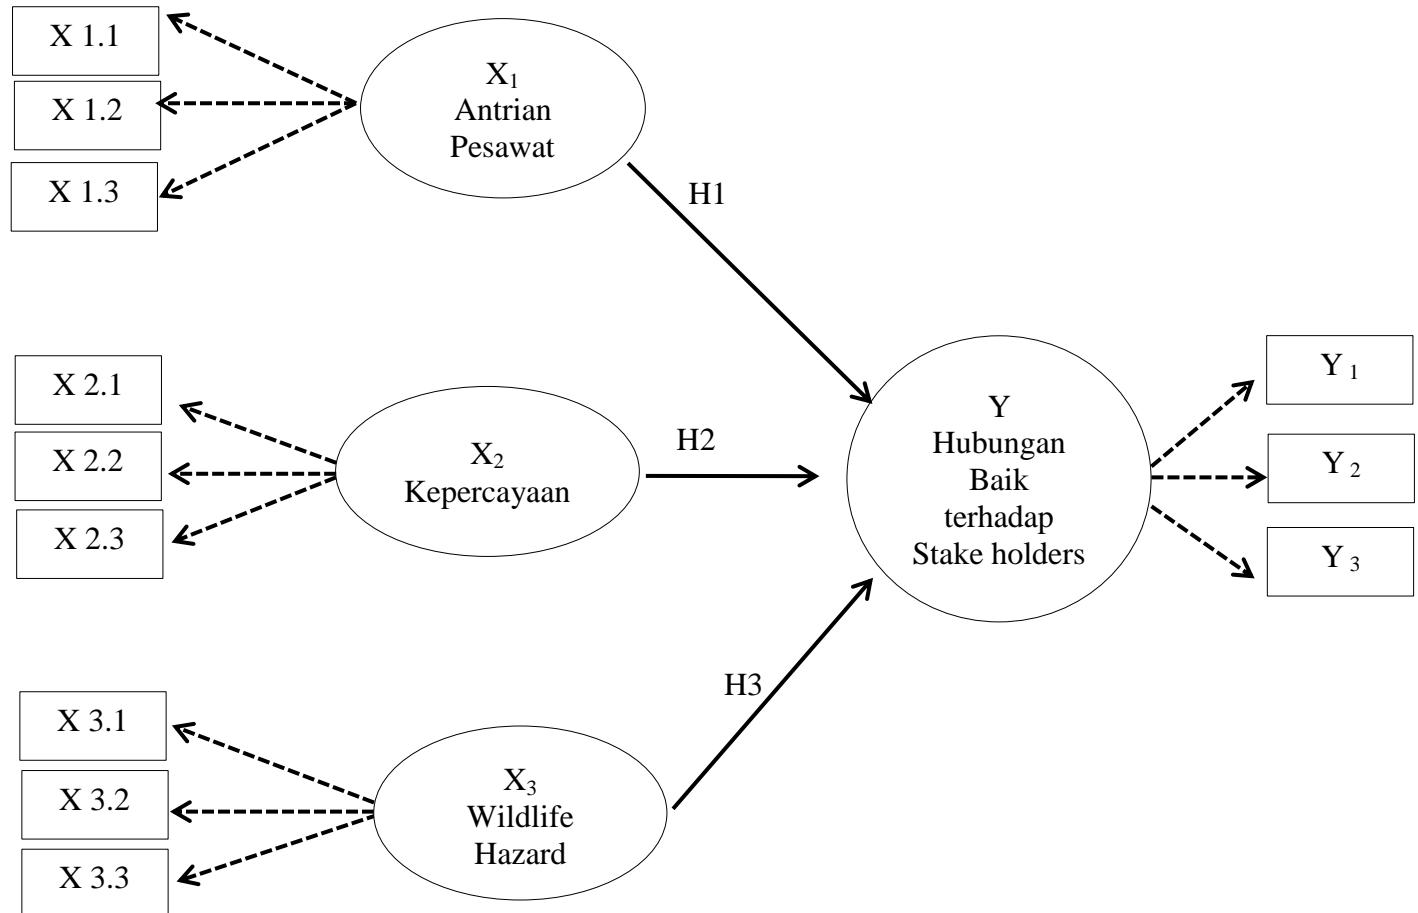 X 1.1
X 1.2
X 1.3
X₁
Antrian
Pesawat
H1
X 2.1
X 2.2
X 2.3
X₂
Kepercayaan
H2
Y
Hubungan
Baik
terhadap
Stake holders
Y ₁
Y ₂
Y ₃
H3
X 3.1
X 3.2
X 3.3
X₃
Wildlife
Hazard